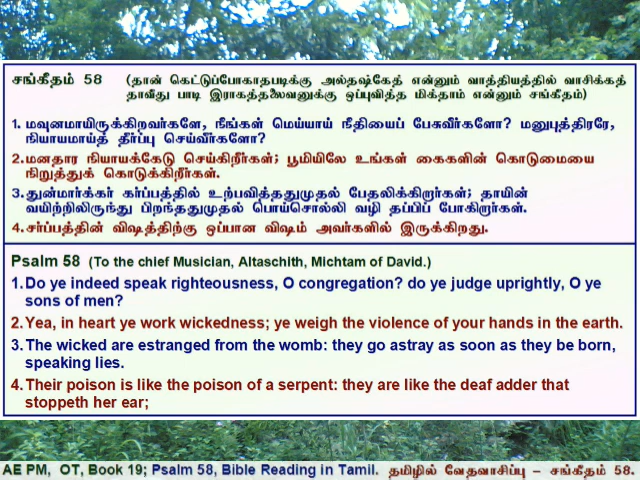 சங்கீதம் 58 (தான் கெட்டுப்போகாதபடிக்கு அல்தஷ்கேத் என்னும் வாத்தியத்தில் வாசிக்கத்
தாவீது பாடி இராகத்தலைவனுக்கு ஒப்புவித்த மிக்தாம் என்னும் சங்கீதம்)
1. மவுனமாயிருக்கிறவர்களே, நீங்கள் மெய்யாய் நீதியைப் பேசுவீர்களோ? மனுபுத்திரரே,
நியாயமாய்த் தீர்ப்பு செய்வீர்களோ?
2. மனதார நியாயக்கேடு செய்கிறீர்கள்; பூமியிலே உங்கள் கைகளின் கொடுமையை
நிறுத்துக் கொடுக்கிறீர்கள்.
3. துன்மார்க்கர் கர்ப்பத்தில் உற்பவித்ததுமுதல் பேதலிக்கிறார்கள்; தாயின்
வயிற்றிலிருந்து பிறந்ததுமுதல் பொய்சொல்லி வழி தப்பிப் போகிறார்கள்.
4. சர்ப்பத்தின் விஷத்திற்கு ஒப்பான விஷம் அவர்களில் இருக்கிறது.
Psalm 58 (To the chief Musician, Altaschith, Michtam of David.)
1. Do ye indeed speak righteousness, O congregation? do ye judge uprightly, O ye
sons of men?
2. Yea, in heart ye work wickedness; ye weigh the violence of your hands in the earth.
3. The wicked are estranged from the womb: they go astray as soon as they be born,
speaking lies.
4. Their poison is like the poison of a serpent: they are like the deaf adder that
stoppeth her ear;
AE PM, OT, Book 19; Psalm 58, Bible Reading in Tamil. தமிழில் வேதவாசிப்பு – சங்கீதம் 58.